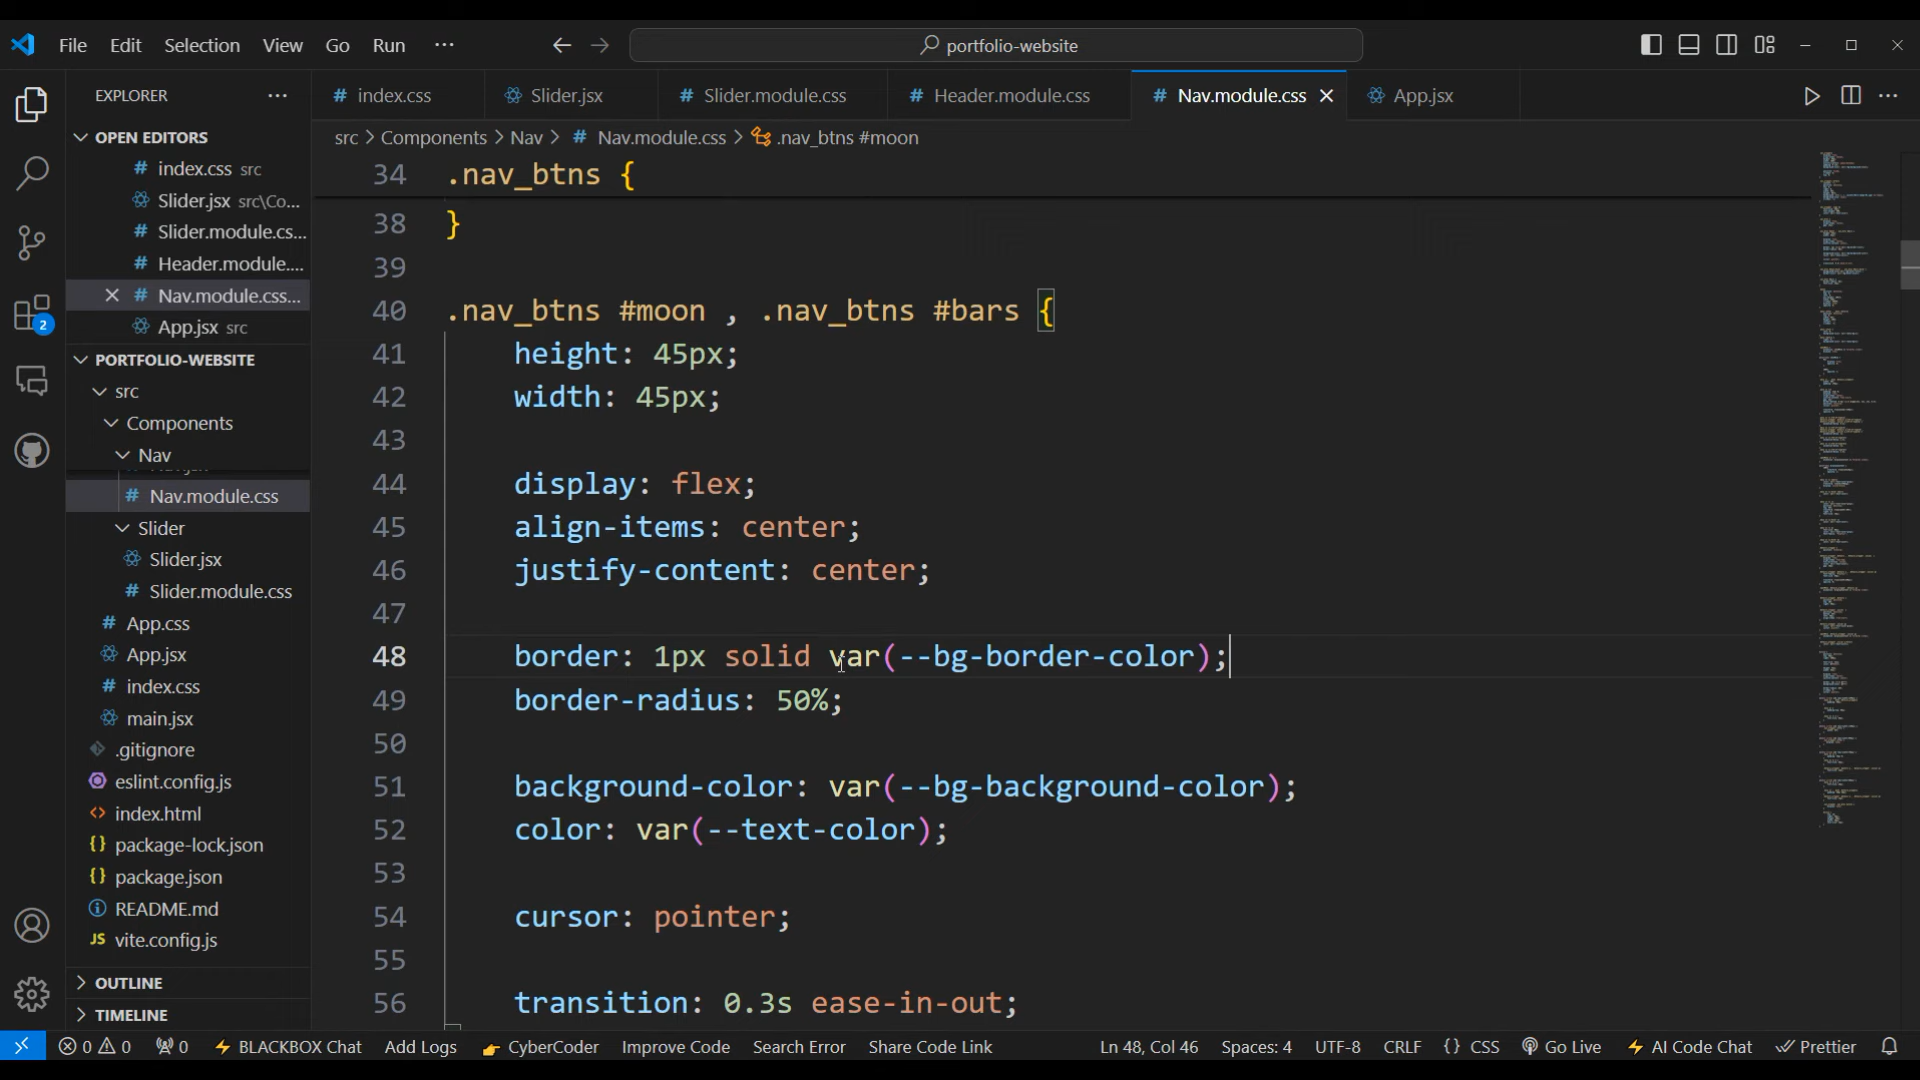 File Edit Selection View Go Run ···
portfolio-website
EXPLORER ···
OPEN EDITORS
# index.css src
Slider.jsx src\Co...
# Slider.module.cs...
# Header.module....
# Nav.module.css...
App.jsx src
PORTFOLIO-WEBSITE
src
Components
Nav
# Nav.module.css
Slider
Slider.jsx
# Slider.module.css
# App.css
App.jsx
# index.css
main.jsx
.gitignore
eslint.config.js
<> index.html
{} package-lock.json
{} package.json
README.md
JS vite.config.js
OUTLINE
TIMELINE
# index.css
Slider.jsx
# Slider.module.css
# Header.module.css
# Nav.module.css
App.jsx
src > Components > Nav > # Nav.module.css > .nav_btns #moon
34 .nav_btns {
38 }
39
40 .nav_btns #moon , .nav_btns #bars {
41 height: 45px;
42 width: 45px;
43
44 display: flex;
45 align-items: center;
46 justify-content: center;
47
48 border: 1px solid var(--bg-border-color);
49 border-radius: 50%;
50
51 background-color: var(--bg-background-color);
52 color: var(--text-color);
53
54 cursor: pointer;
55
56 transition: 0.3s ease-in-out;
2
0 0 0 BLACKBOX Chat Add Logs CyberCoder Improve Code Search Error Share Code Link Ln 48, Col 46 Spaces: 4 UTF-8 CRLF {} CSS Go Live AI Code Chat Prettier